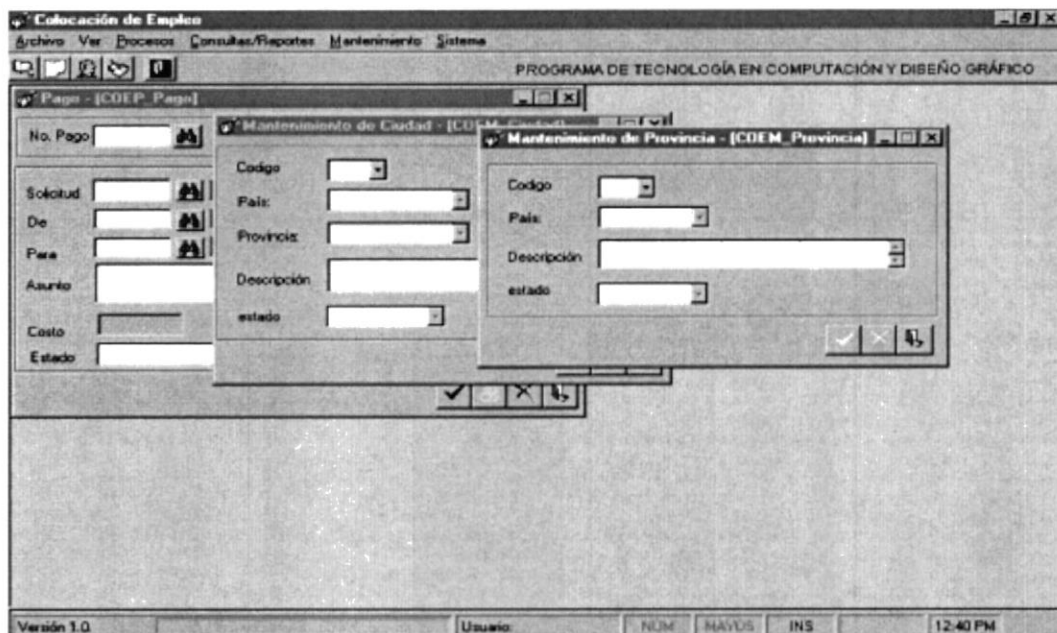 Colocación de Empleo
Archivo Ver Procesos Consultas/Reportes Mantenimiento Sistema
PROGRAMA DE TECNOLOGÍA EN COMPUTACIÓN Y DISEÑO GRÁFICO
Pago - [COEP_Pago]
No. Pago
Solicitud
De
Para
Asunto
Costo
Estado
Mantenimiento de Ciudad - [COEM_Ciudad]
Codigo
País:
Provincia:
Descripción
estado
Mantenimiento de Provincia - [COEM_Provincia]
Codigo
País:
Descripción
estado
Versión 1.0. Usuario: NUM MAYÚS INS 12:40 PM